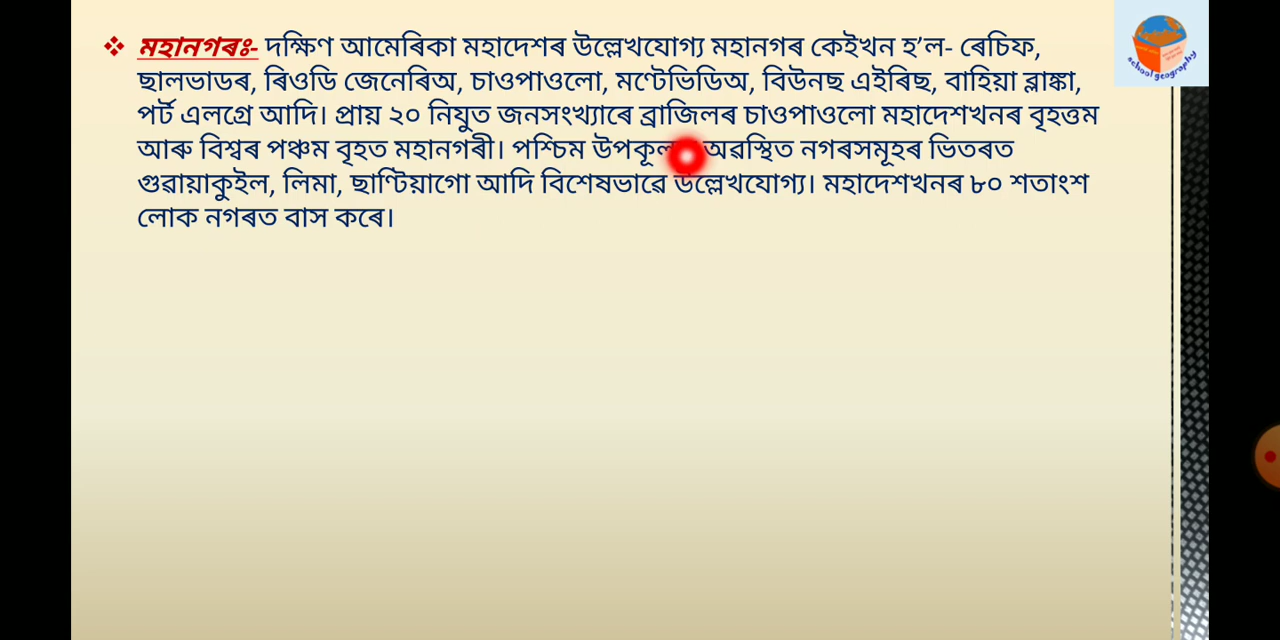 ❖ মহানগৰঃ- দক্ষিণ আমেৰিকা মহাদেশৰ উল্লেখযোগ্য মহানগৰ কেইখন হ’ল- ৰেচিফ,
ছালভাডৰ, ৰিওডি জেনেৰিঅ, চাওপাওলো, মণ্টেভিডিঅ, বিউনছ এইৰিছ, বাহিয়া ব্লাঙ্কা,
পৰ্ট এলগ্ৰে আদি। প্ৰায় ২০ নিযুত জনসংখ্যাৰে ব্ৰাজিলৰ চাওপাওলো মহাদেশখনৰ বৃহত্তম
আৰু বিশ্বৰ পঞ্চম বৃহত মহানগৰী। পশ্চিম অৱস্থিত নগৰসমূহৰ ভিতৰত
গুৱায়াকুইল, লিমা, ছাণ্টিয়াগো আদি বিশেষভাৱে উল্লেখযোগ্য। মহাদেশখনৰ ৮০ শতাংশ
লোক নগৰত বাস কৰে।
school geography